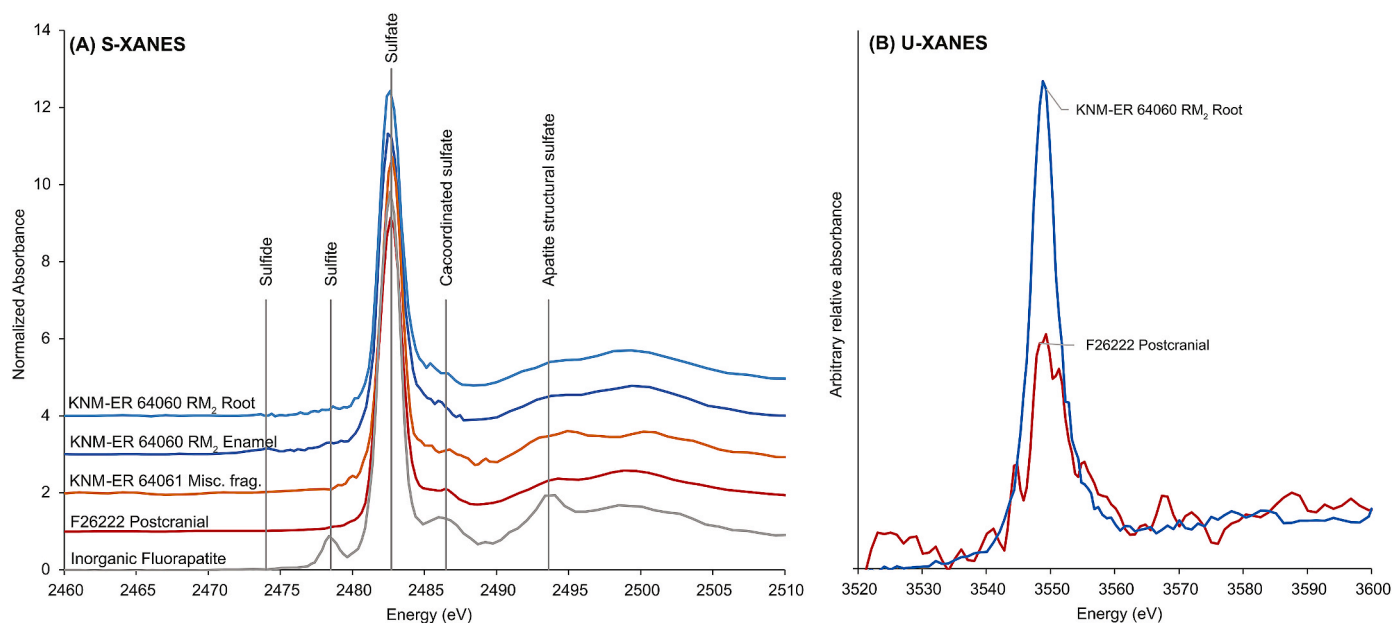 (A) S-XANES
14
12
10
8
6
4
2
0
Normalized Absorbance
Sulfide
Sulfite
Sulfate
Cacoordinated sulfate
Apatite structural sulfate
KNM-ER 64060 RM2 Root
KNM-ER 64060 RM2 Enamel
KNM-ER 64061 Misc. frag.
F26222 Postcranial
Inorganic Fluorapatite
2460 2465 2470 2475 2480 2485 2490 2495 2500 2505 2510
Energy (eV)
(B) U-XANES
Arbitrary relative absorbance
KNM-ER 64060 RM2 Root
F26222 Postcranial
3520 3530 3540 3550 3560 3570 3580 3590 3600
Energy (eV)